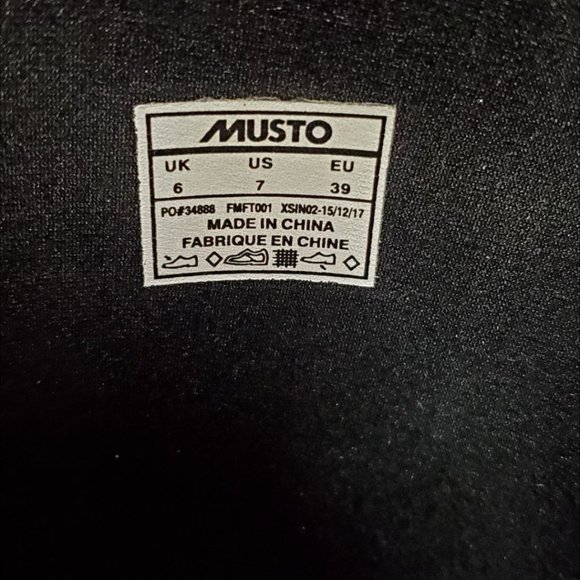 MUSTO
UK US EU
6 7 39
PO#34888 FMFT001 XSIN02-15/12/17
MADE IN CHINA
FABRIQUE EN CHINE